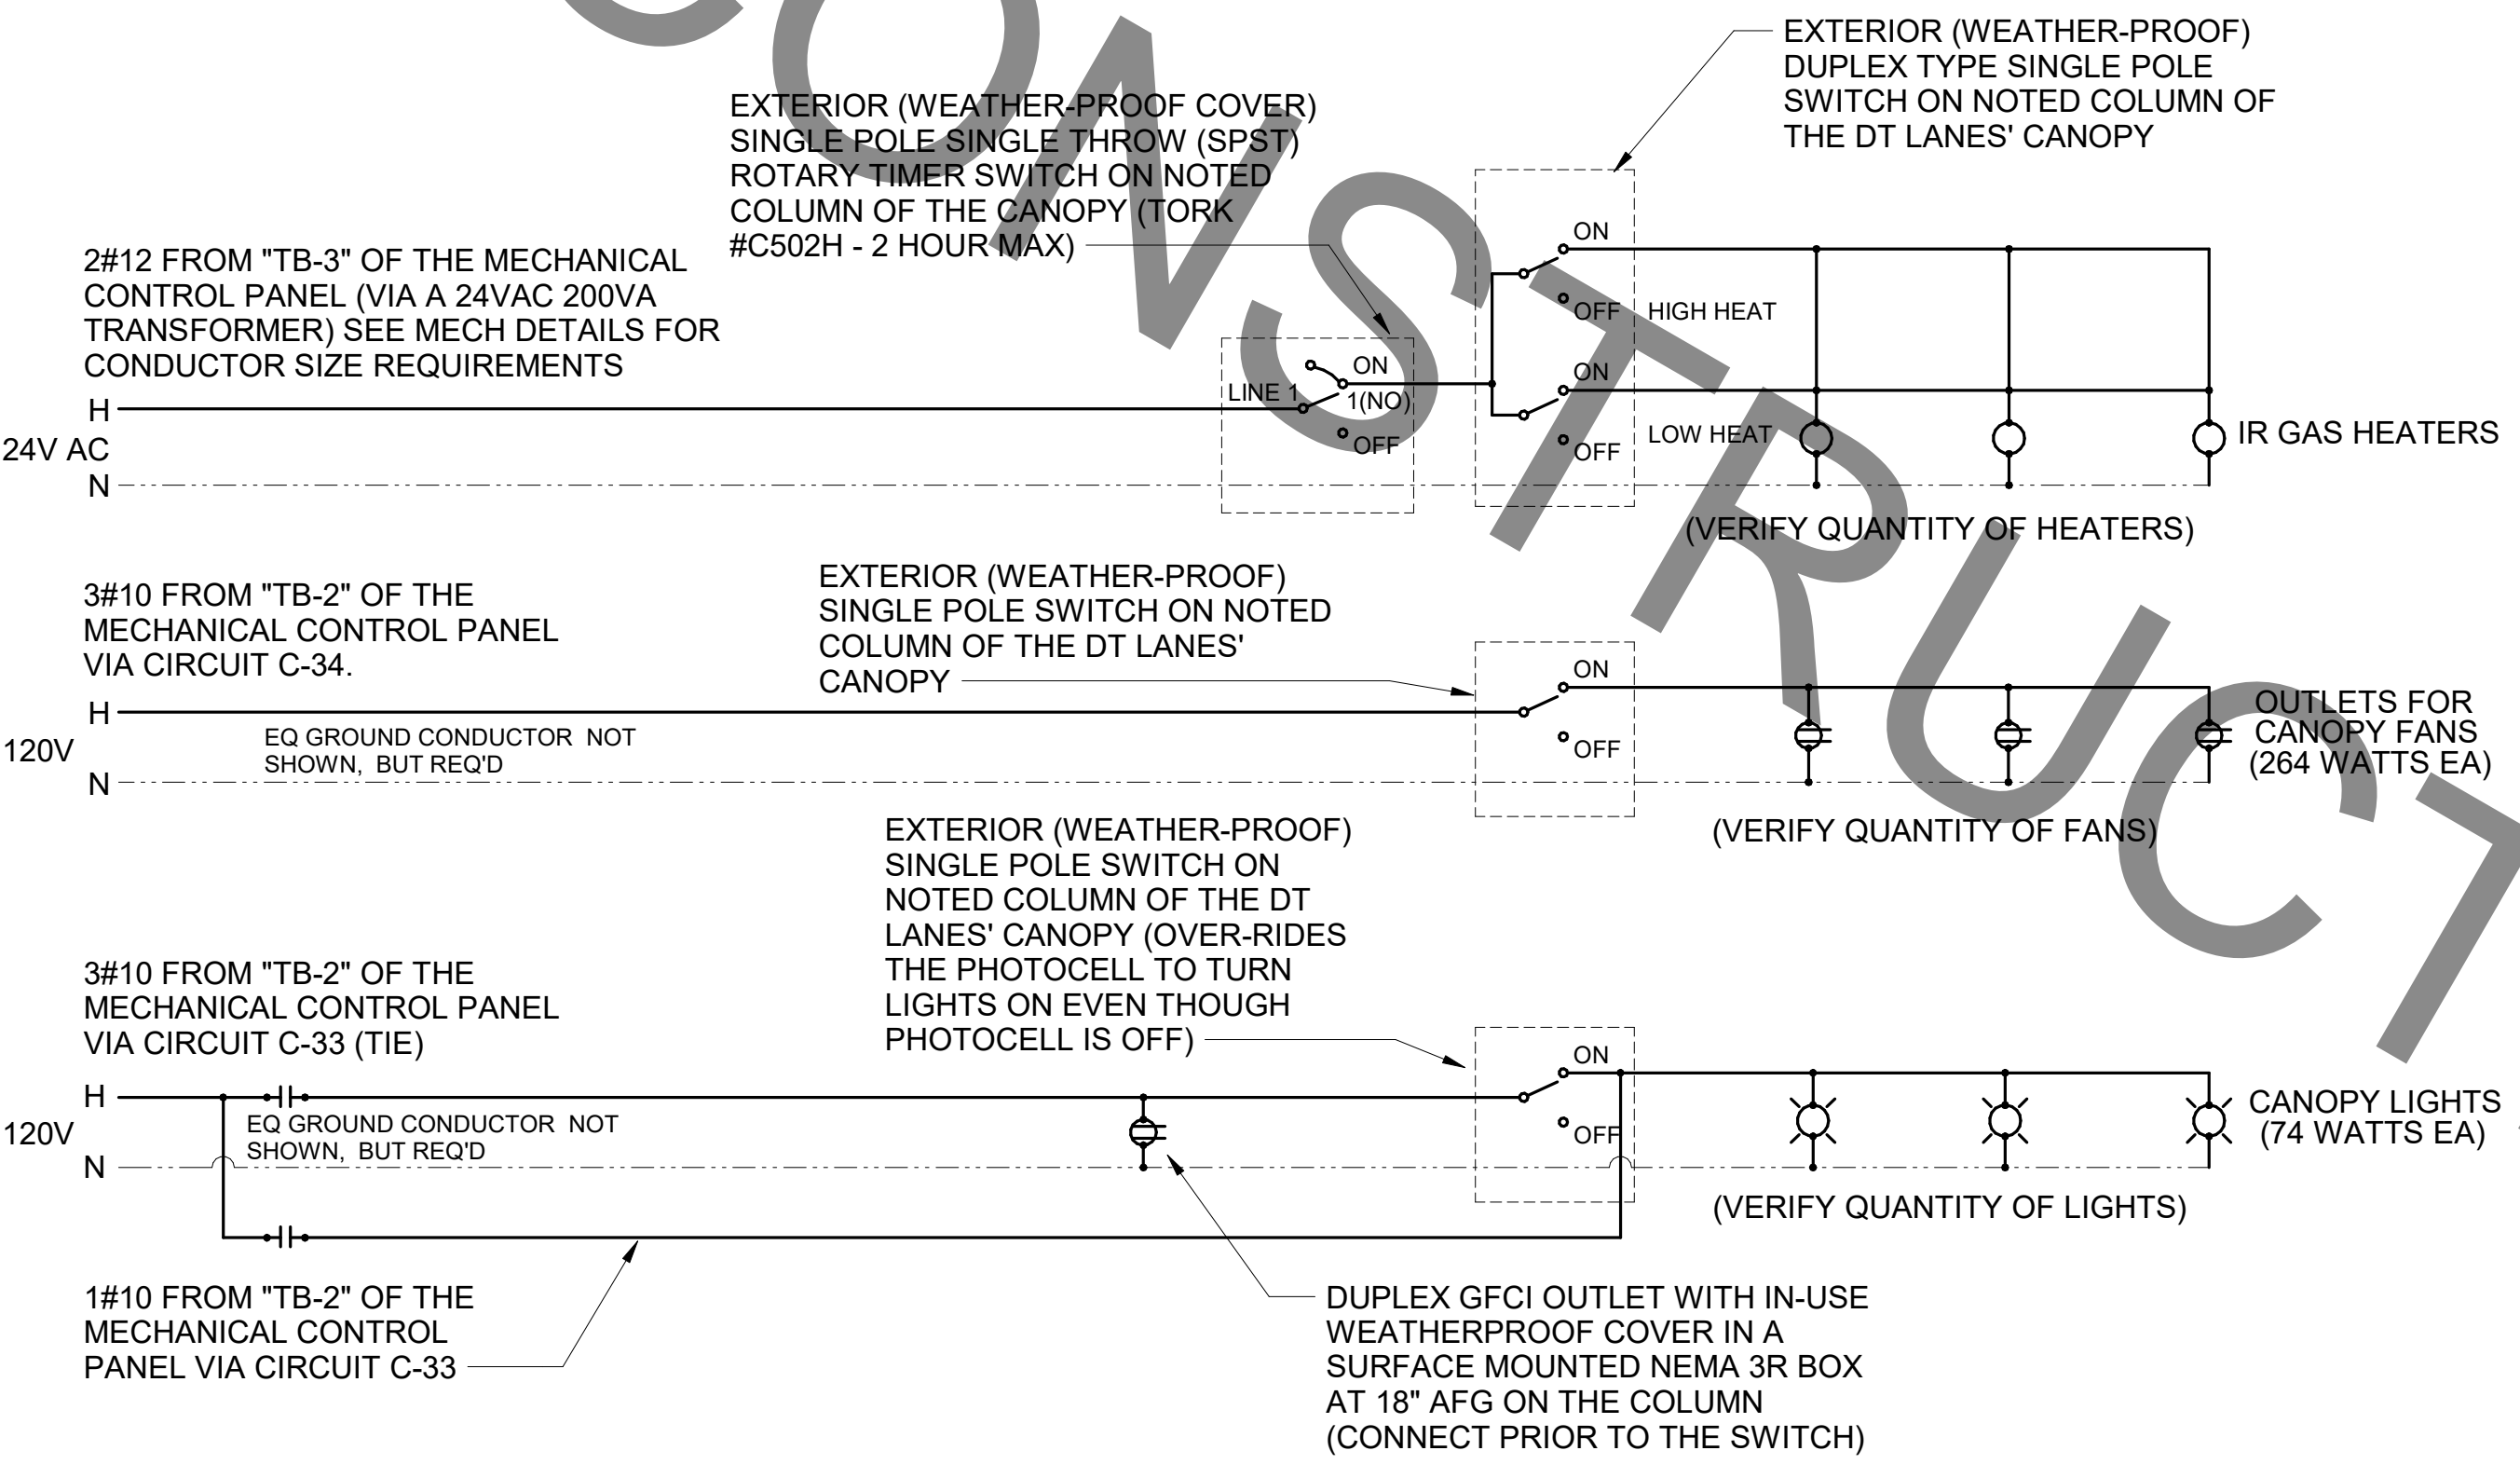 EXTERIOR (WEATHER-PROOF)
DUPLEX TYPE SINGLE POLE
SWITCH ON NOTED COLUMN OF
THE DT LANES' CANOPY
EXTERIOR (WEATHER-PROOF COVER)
SINGLE POLE SINGLE THROW (SPST)
ROTARY TIMER SWITCH ON NOTED
COLUMN OF THE CANOPY (TORK
#C502H - 2 HOUR MAX)
2#12 FROM "TB-3" OF THE MECHANICAL
CONTROL PANEL (VIA A 24VAC 200VA
TRANSFORMER) SEE MECH DETAILS FOR
CONDUCTOR SIZE REQUIREMENTS
H
24V AC
N
LINE 1
ON
1(NO)
OFF
ON
OFF
HIGH HEAT
ON
OFF
LOW HEAT
IR GAS HEATERS
(VERIFY QUANTITY OF HEATERS)
3#10 FROM "TB-2" OF THE
MECHANICAL CONTROL PANEL
VIA CIRCUIT C-34.
EXTERIOR (WEATHER-PROOF)
SINGLE POLE SWITCH ON NOTED
COLUMN OF THE DT LANES'
CANOPY
H
120V
N
EQ GROUND CONDUCTOR NOT
SHOWN, BUT REQ'D
ON
OFF
OUTLETS FOR
CANOPY FANS
(264 WATTS EA)
(VERIFY QUANTITY OF FANS)
EXTERIOR (WEATHER-PROOF)
SINGLE POLE SWITCH ON
NOTED COLUMN OF THE DT
LANES' CANOPY (OVER-RIDES
THE PHOTOCELL TO TURN
LIGHTS ON EVEN THOUGH
PHOTOCELL IS OFF)
3#10 FROM "TB-2" OF THE
MECHANICAL CONTROL PANEL
VIA CIRCUIT C-33 (TIE)
H
120V
N
EQ GROUND CONDUCTOR NOT
SHOWN, BUT REQ'D
ON
OFF
CANOPY LIGHTS
(74 WATTS EA)
(VERIFY QUANTITY OF LIGHTS)
1#10 FROM "TB-2" OF THE
MECHANICAL CONTROL
PANEL VIA CIRCUIT C-33
DUPLEX GFCI OUTLET WITH IN-USE
WEATHERPROOF COVER IN A
SURFACE MOUNTED NEMA 3R BOX
AT 18" AFG ON THE COLUMN
(CONNECT PRIOR TO THE SWITCH)
CONSTRUCT